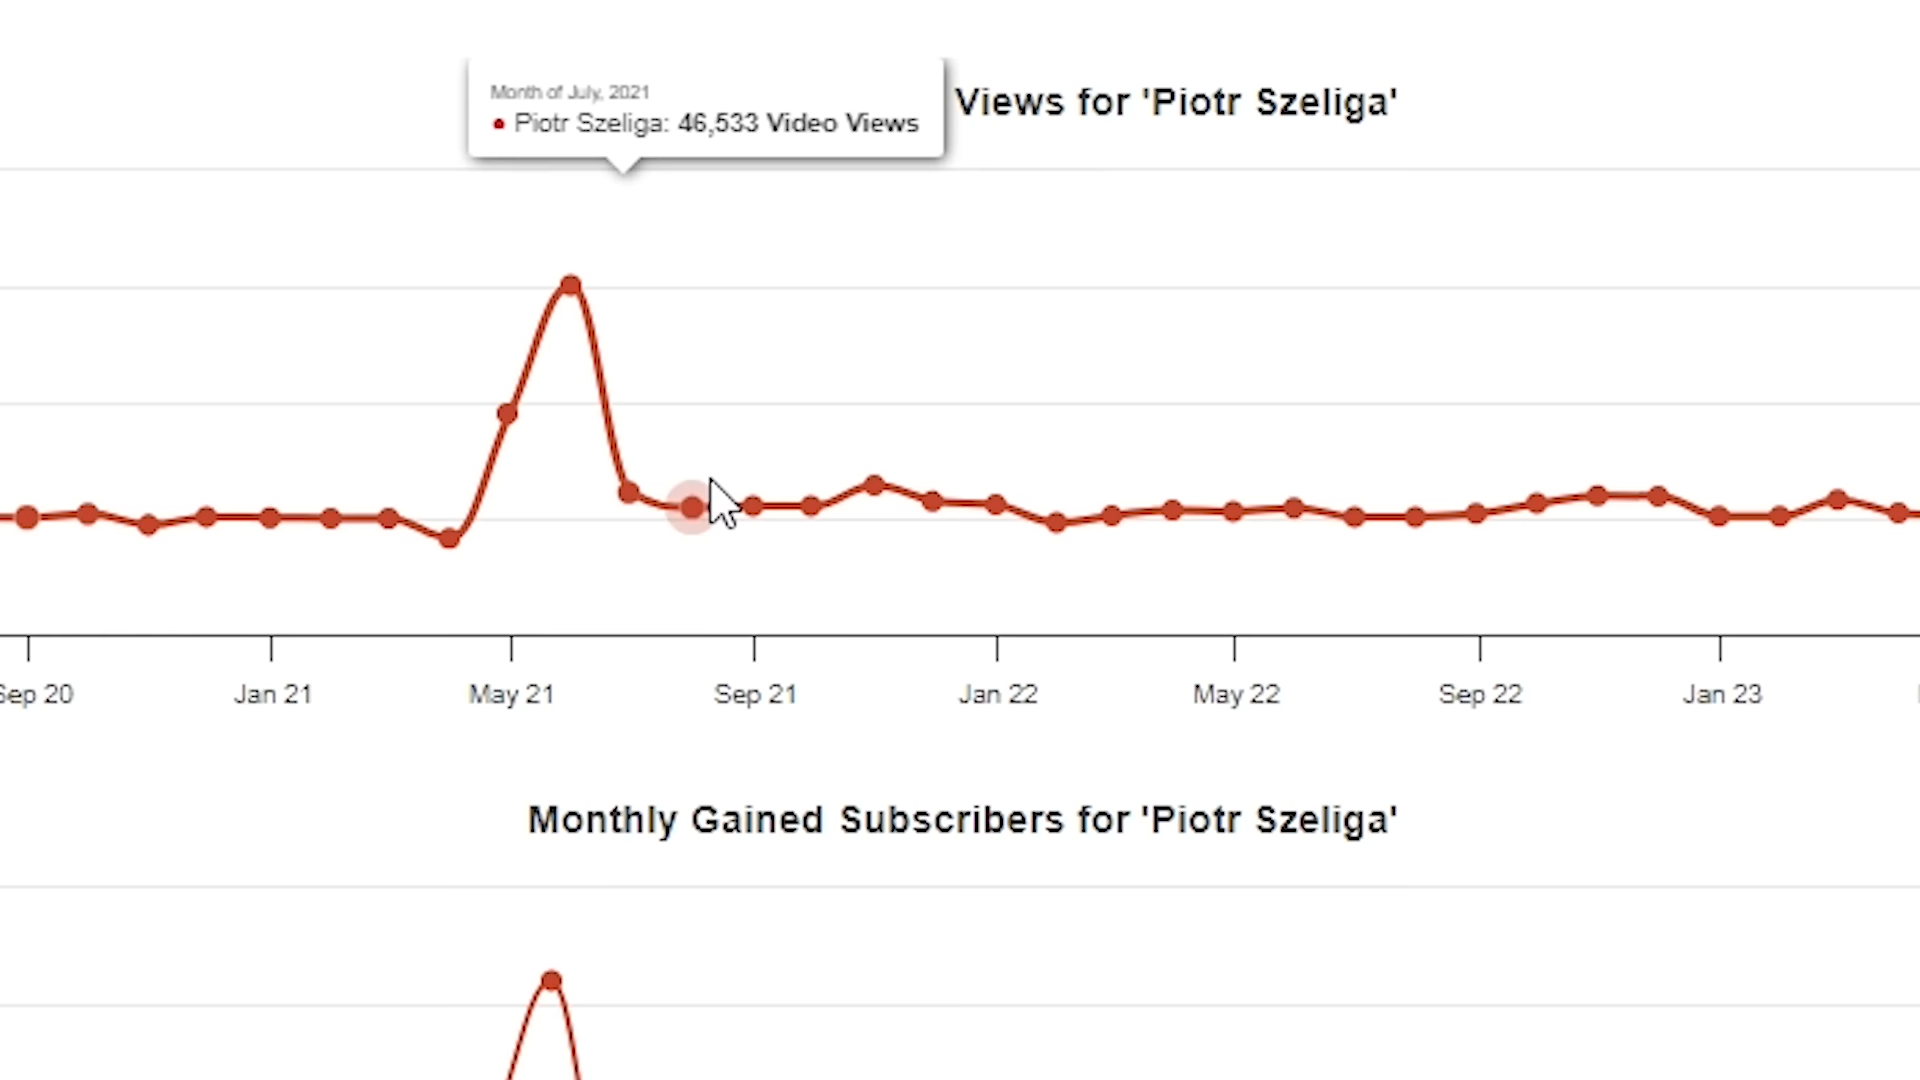 Month of July, 2021
Piotr Szeliga: 46,533 Video Views
Views for 'Piotr Szeliga'
Sep 20
Jan 21
May 21
Sep 21
Jan 22
May 22
Sep 22
Jan 23
Monthly Gained Subscribers for 'Piotr Szeliga'